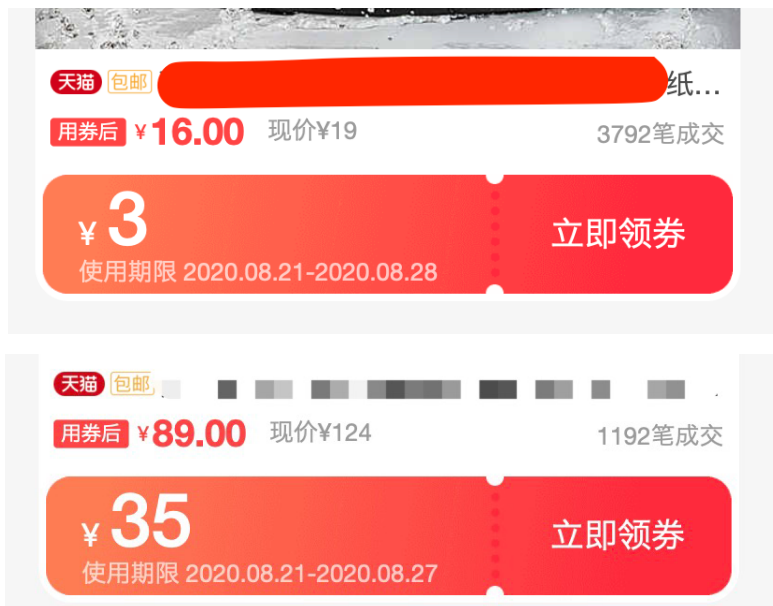 天猫 包邮 纸...
用券后 ¥16.00 现价¥19 3792笔成交
¥3 立即领券
使用期限 2020.08.21-2020.08.28
天猫 包邮
用券后 ¥89.00 现价¥124 1192笔成交
¥35 立即领券
使用期限 2020.08.21-2020.08.27